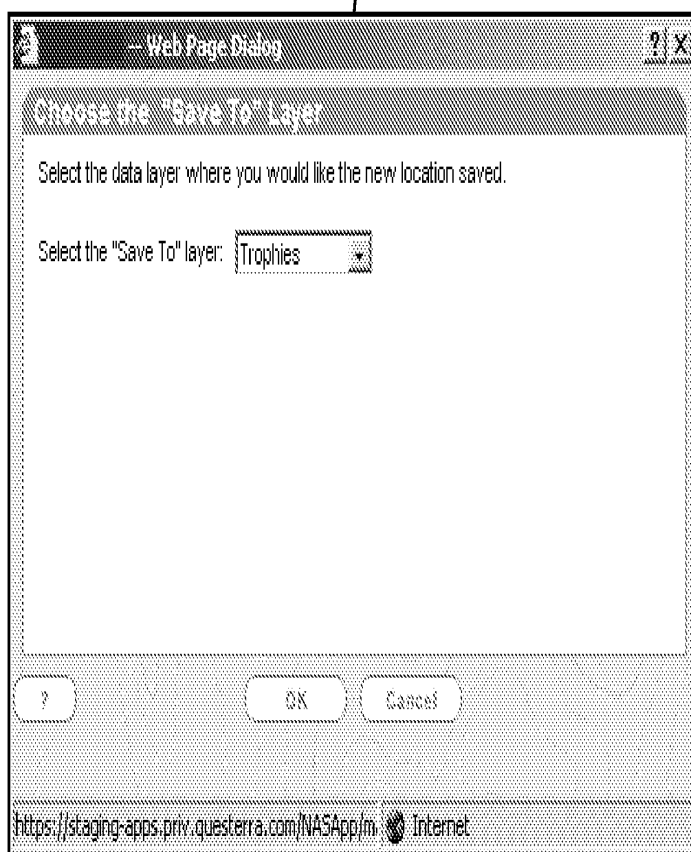 -- Web Page Dialog ? X
Choose the "Save To" Layer
Select the data layer where you would like the new location saved.
Select the "Save To" layer: Trophies
? OK Cancel
https://staging-apps.priv.questerra.com/NASApp/m. Internet